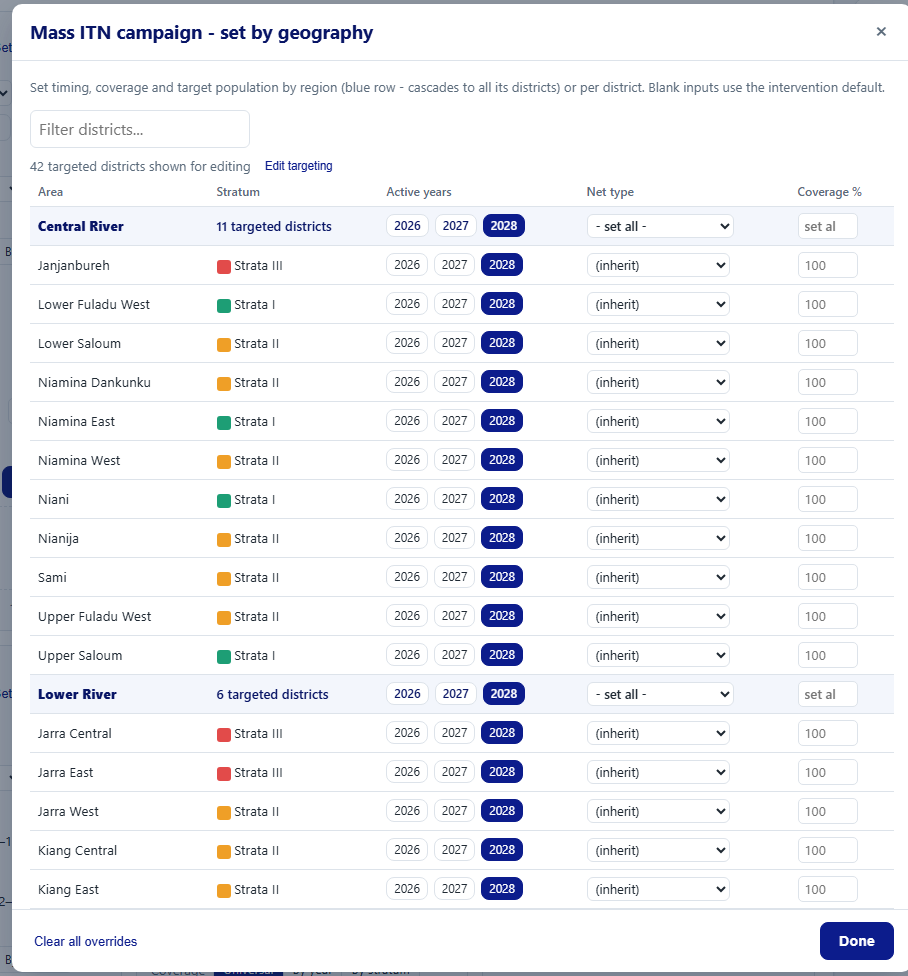 Mass ITN campaign - set by geography
×
Set timing, coverage and target population by region (blue row - cascades to all its districts) or per district. Blank inputs use the intervention default.
Filter districts...
42 targeted districts shown for editing Edit targeting
Area Stratum Active years Net type Coverage %
Central River 11 targeted districts 2026 2027 2028 - set all - set al
Janjanbureh Strata III 2026 2027 2028 (inherit) 100
Lower Fuladu West Strata I 2026 2027 2028 (inherit) 100
Lower Saloum Strata II 2026 2027 2028 (inherit) 100
Niamina Dankunku Strata II 2026 2027 2028 (inherit) 100
Niamina East Strata I 2026 2027 2028 (inherit) 100
Niamina West Strata II 2026 2027 2028 (inherit) 100
Niani Strata I 2026 2027 2028 (inherit) 100
Nianija Strata II 2026 2027 2028 (inherit) 100
Sami Strata II 2026 2027 2028 (inherit) 100
Upper Fuladu West Strata II 2026 2027 2028 (inherit) 100
Upper Saloum Strata I 2026 2027 2028 (inherit) 100
Lower River 6 targeted districts 2026 2027 2028 - set all - set al
Jarra Central Strata III 2026 2027 2028 (inherit) 100
Jarra East Strata III 2026 2027 2028 (inherit) 100
Jarra West Strata II 2026 2027 2028 (inherit) 100
Kiang Central Strata II 2026 2027 2028 (inherit) 100
Kiang East Strata II 2026 2027 2028 (inherit) 100
Clear all overrides Done